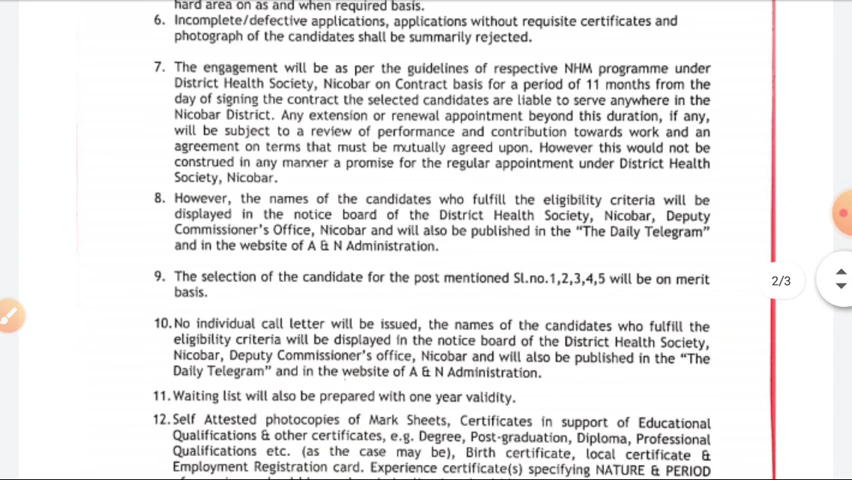 hard area on as and when required basis.
6. Incomplete/defective applications, applications without requisite certificates and
photograph of the candidates shall be summarily rejected.
7. The engagement will be as per the guidelines of respective NHM programme under
District Health Society, Nicobar on Contract basis for a period of 11 months from the
day of signing the contract the selected candidates are liable to serve anywhere in the
Nicobar District. Any extension or renewal appointment beyond this duration, if any,
will be subject to a review of performance and contribution towards work and an
agreement on terms that must be mutually agreed upon. However this would not be
construed in any manner a promise for the regular appointment under District Health
Society, Nicobar.
8. However, the names of the candidates who fulfill the eligibility criteria will be
displayed in the notice board of the District Health Society, Nicobar, Deputy
Commissioner's Office, Nicobar and will also be published in the “The Daily Telegram”
and in the website of A & N Administration.
9. The selection of the candidate for the post mentioned Sl.no.1,2,3,4,5 will be on merit
basis.
2/3
10. No individual call letter will be issued, the names of the candidates who fulfill the
eligibility criteria will be displayed in the notice board of the District Health Society,
Nicobar, Deputy Commissioner's office, Nicobar and will also be published in the “The
Daily Telegram” and in the website of A & N Administration.
11. Waiting list will also be prepared with one year validity.
12. Self Attested photocopies of Mark Sheets, Certificates in support of Educational
Qualifications & other certificates, e.g. Degree, Post-graduation, Diploma, Professional
Qualifications etc. (as the case may be), Birth certificate, local certificate &
Employment Registration card. Experience certificate(s) specifying NATURE & PERIOD